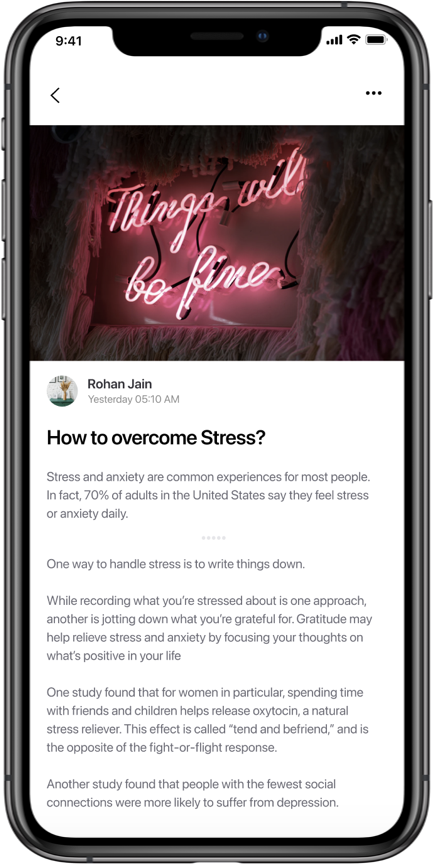 9:41
Things will
be fine
Rohan Jain
Yesterday 05:10 AM
How to overcome Stress?
Stress and anxiety are common experiences for most people.
In fact, 70% of adults in the United States say they feel stress
or anxiety daily.
One way to handle stress is to write things down.
While recording what you’re stressed about is one approach,
another is jotting down what you’re grateful for. Gratitude may
help relieve stress and anxiety by focusing your thoughts on
what’s positive in your life
One study found that for women in particular, spending time
with friends and children helps release oxytocin, a natural
stress reliever. This effect is called “tend and befriend,” and is
the opposite of the fight-or-flight response.
Another study found that people with the fewest social
connections were more likely to suffer from depression.